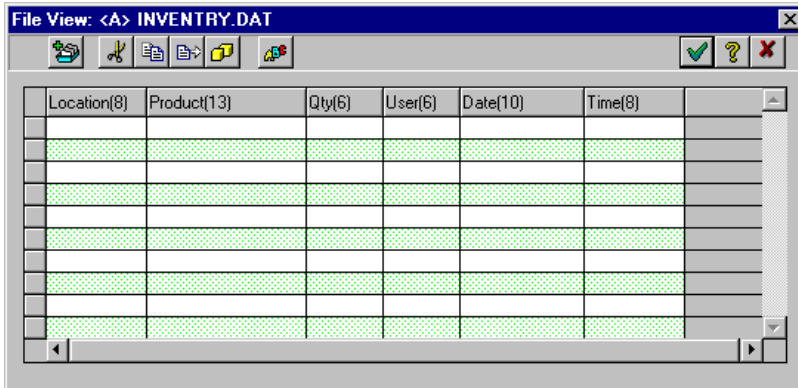 File View: <A> INVENTRY.DAT
Location(8) Product(13) Qty(6) User(6) Date(10) Time(8)